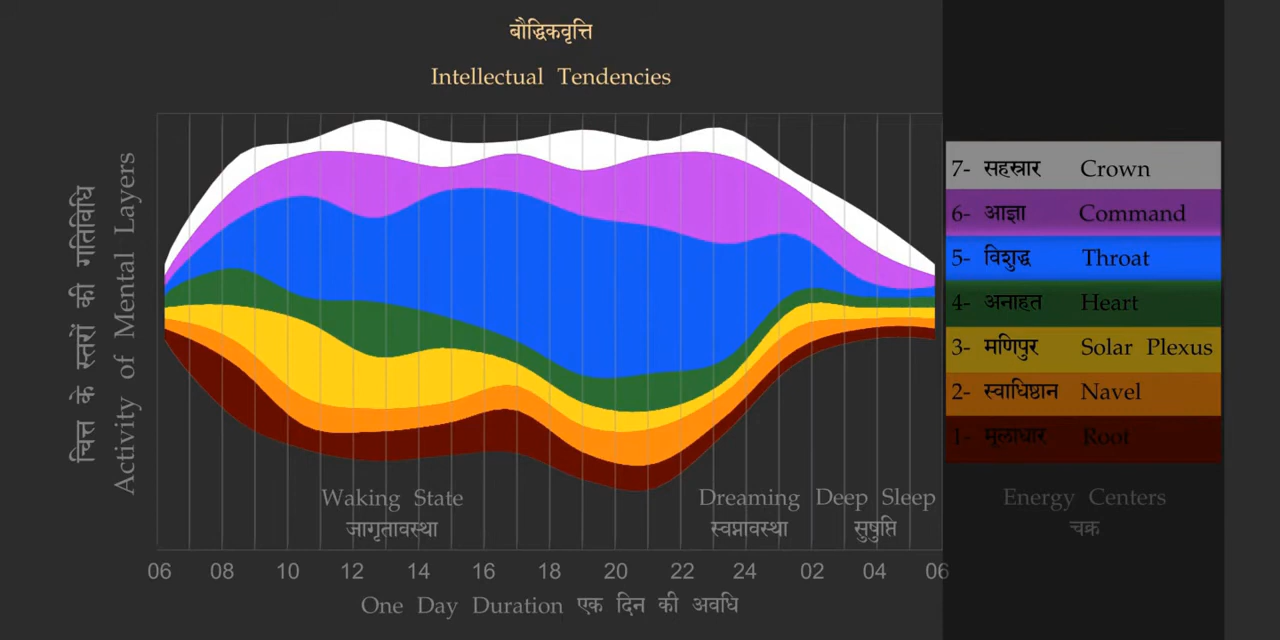 बौद्धिकवृत्ति
Intellectual Tendencies
चित्त के स्तरों की गतिविधि
Activity of Mental Layers
7- सहस्रार Crown
6- आज्ञा Command
5- विशुद्ध Throat
4- अनाहत Heart
3- मणिपुर Solar Plexus
2- स्वाधिष्ठान Navel
1- मूलाधार Root
Energy Centers
चक्र
Waking State
जागृतावस्था
Dreaming
स्वप्नावस्था
Deep Sleep
सुषुप्ति
06 08 10 12 14 16 18 20 22 24 02 04 06
One Day Duration एक दिन की अवधि